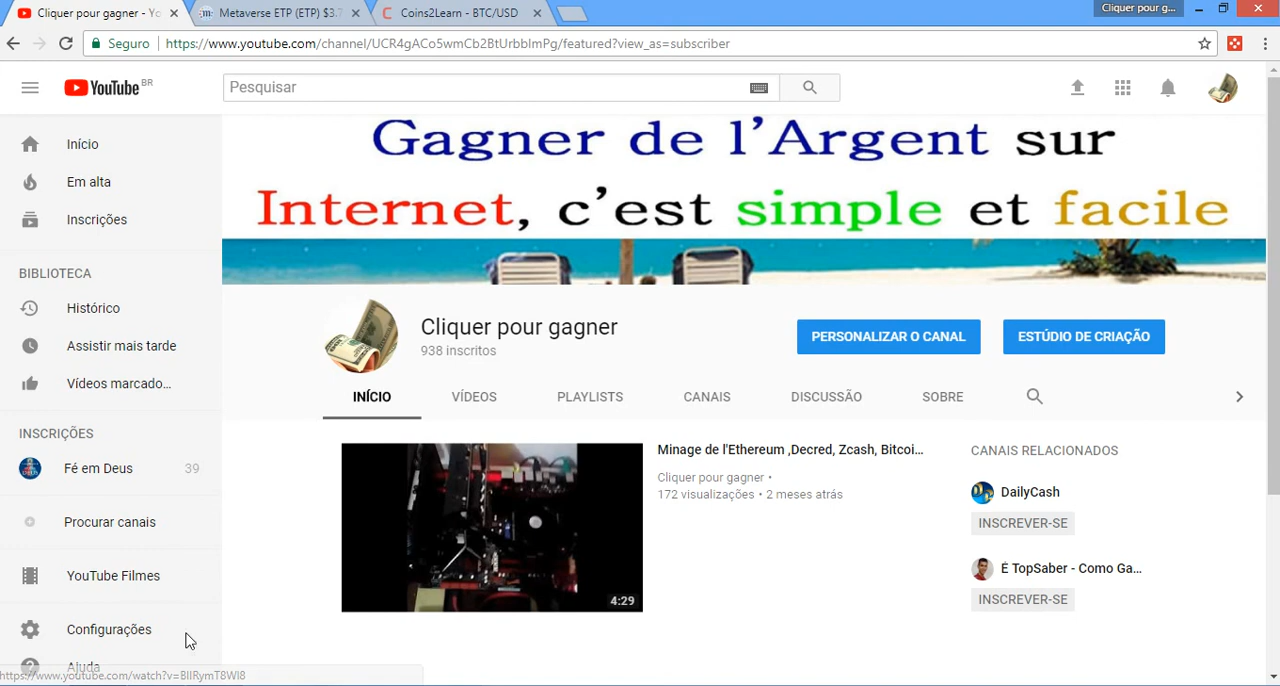 Cliquer pour gagner - Yo
Metaverse ETP (ETP) $3.7
Coins2Learn - BTC/USD
Cliquer pour g...
Seguro
https://www.youtube.com/channel/UCR4gACo5wmCb2BtUrbbImPg/featured?view_as=subscriber
YouTube BR
Pesquisar
Início
Em alta
Inscrições
BIBLIOTECA
Histórico
Assistir mais tarde
Vídeos marcado...
INSCRIÇÕES
Fé em Deus 39
Procurar canais
YouTube Filmes
Configurações
Ajuda
https://www.youtube.com/watch?v=BIIRymT8WI8
Gagner de l'Argent sur
Internet, c'est simple et facile
Cliquer pour gagner
938 inscritos
PERSONALIZAR O CANAL
ESTÚDIO DE CRIAÇÃO
INÍCIO VÍDEOS PLAYLISTS CANAIS DISCUSSÃO SOBRE
4:29
Minage de l'Ethereum ,Decred, Zcash, Bitcoi...
Cliquer pour gagner •
172 visualizações • 2 meses atrás
CANAIS RELACIONADOS
DailyCash
INSCREVER-SE
É TopSaber - Como Ga...
INSCREVER-SE